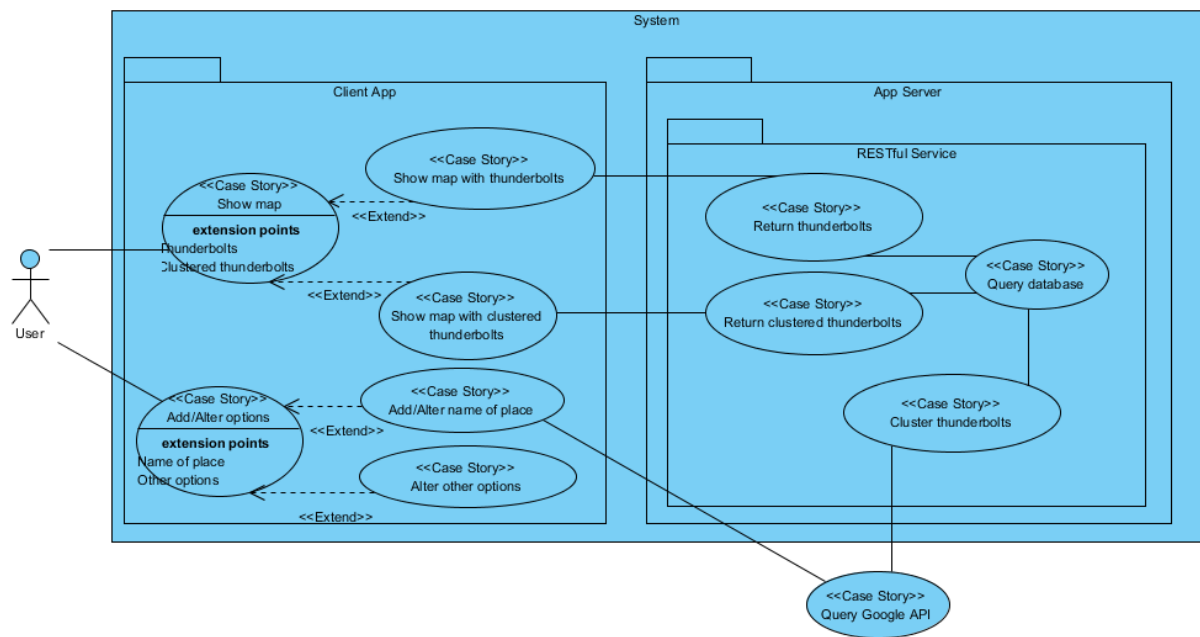 System
Client App
App Server
RESTful Service
<<Case Story>>
Show map with thunderbolts
<<Case Story>>
Show map
extension points
Thunderbolts
Clustered thunderbolts
<<Extend>>
<<Case Story>>
Return thunderbolts
<<Case Story>>
Query database
<<Extend>>
<<Case Story>>
Show map with clustered
thunderbolts
<<Case Story>>
Return clustered thunderbolts
User
<<Case Story>>
Add/Alter options
extension points
Name of place
Other options
<<Case Story>>
Add/Alter name of place
<<Extend>>
<<Case Story>>
Cluster thunderbolts
<<Case Story>>
Alter other options
<<Extend>>
<<Case Story>>
Query Google API